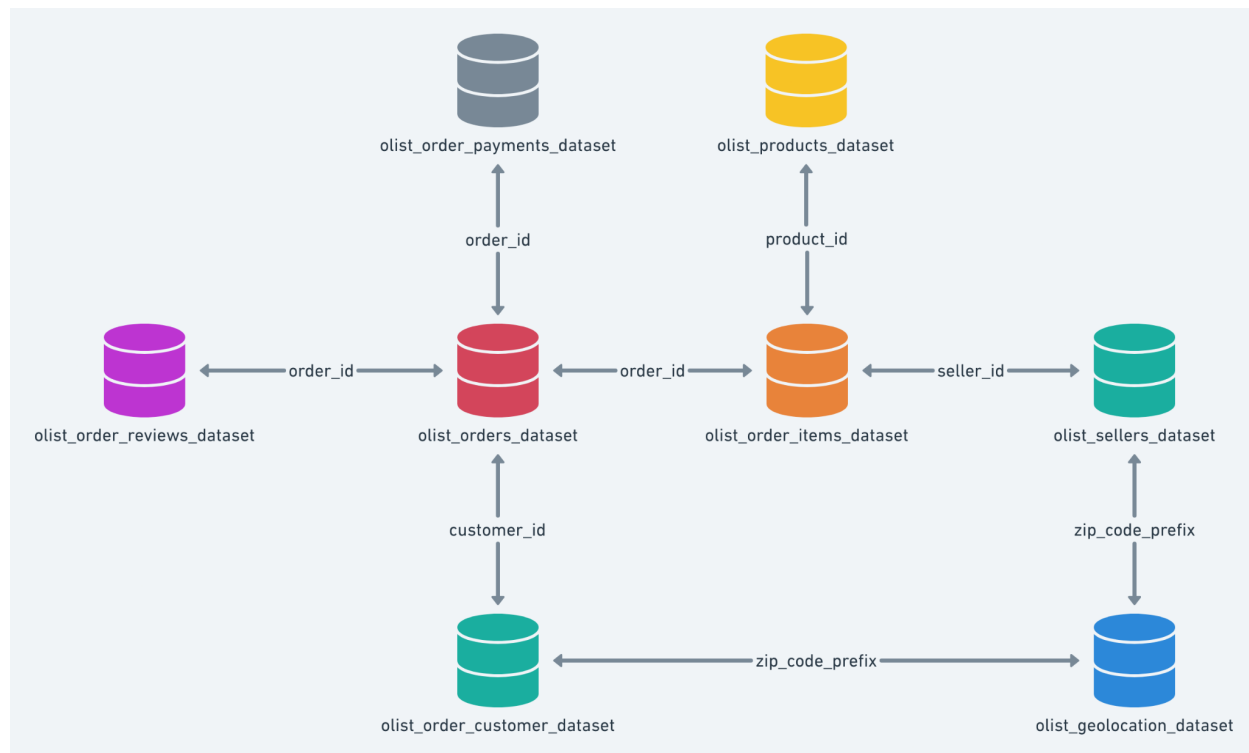 olist_order_payments_dataset
olist_products_dataset
order_id
product_id
order_id
order_id
seller_id
olist_order_reviews_dataset
olist_orders_dataset
olist_order_items_dataset
olist_sellers_dataset
customer_id
zip_code_prefix
zip_code_prefix
olist_order_customer_dataset
olist_geolocation_dataset